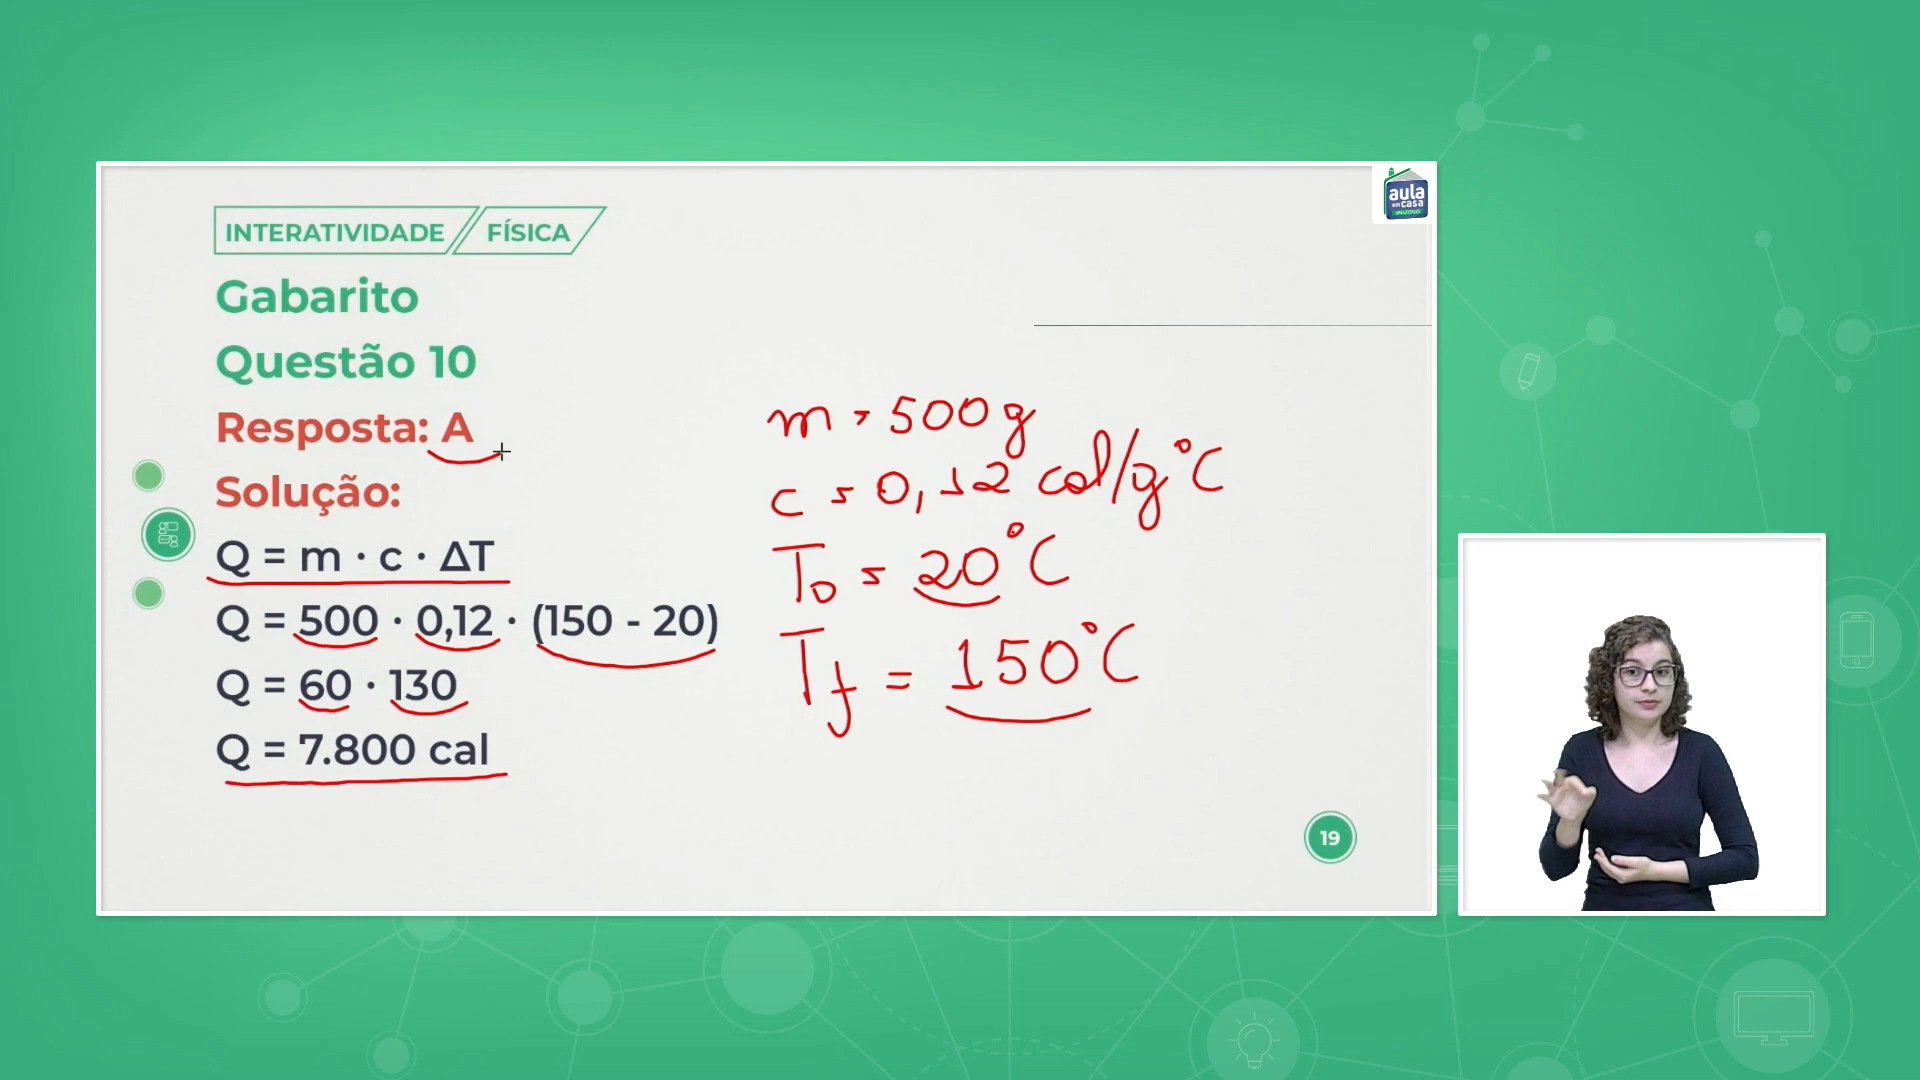 aula
em casa
AMAZONAS
INTERATIVIDADE FÍSICA
Gabarito
Questão 10
Resposta: A
Solução:
Q = m · c · ΔT
Q = 500 · 0,12 · (150 - 20)
Q = 60 · 130
Q = 7.800 cal
m = 500 g
c = 0,12 cal/g°C
T0 = 20°C
Tf = 150°C
19